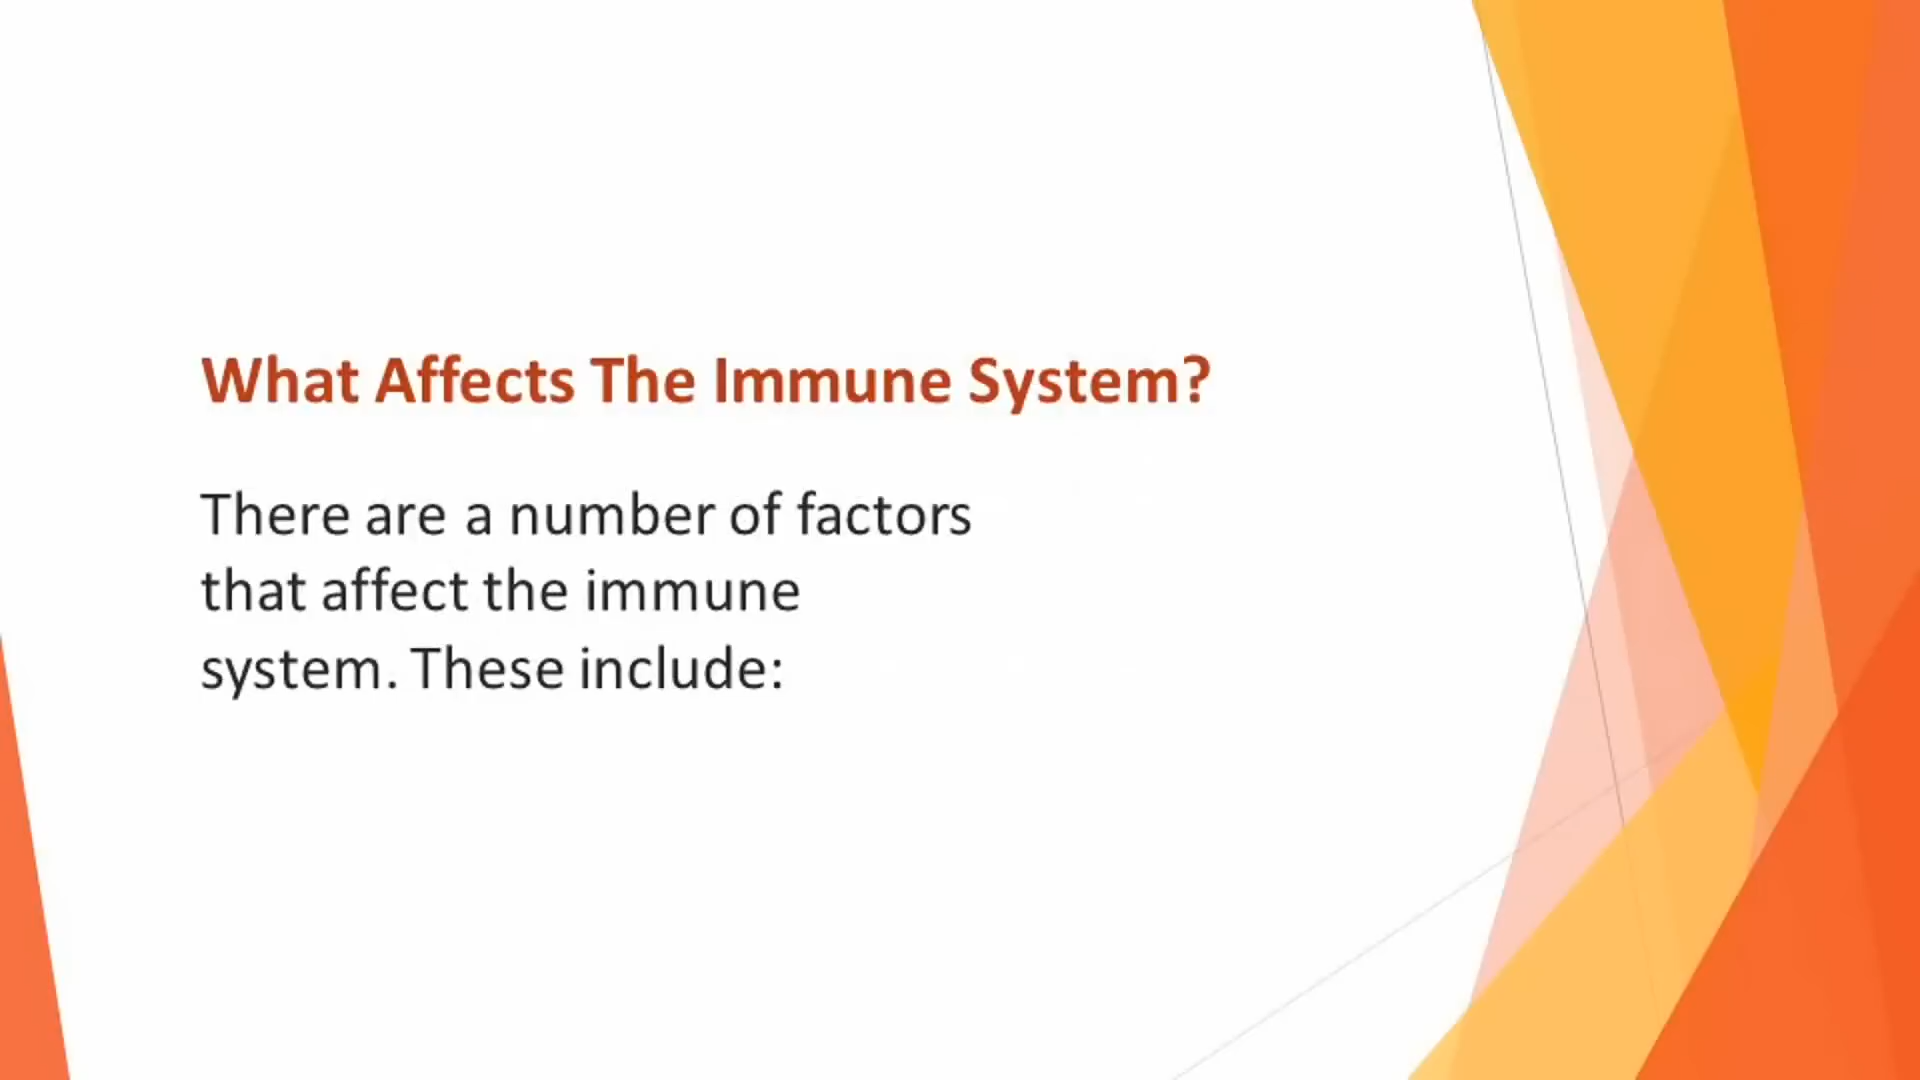 What Affects The Immune System?
There are a number of factors
that affect the immune
system. These include: